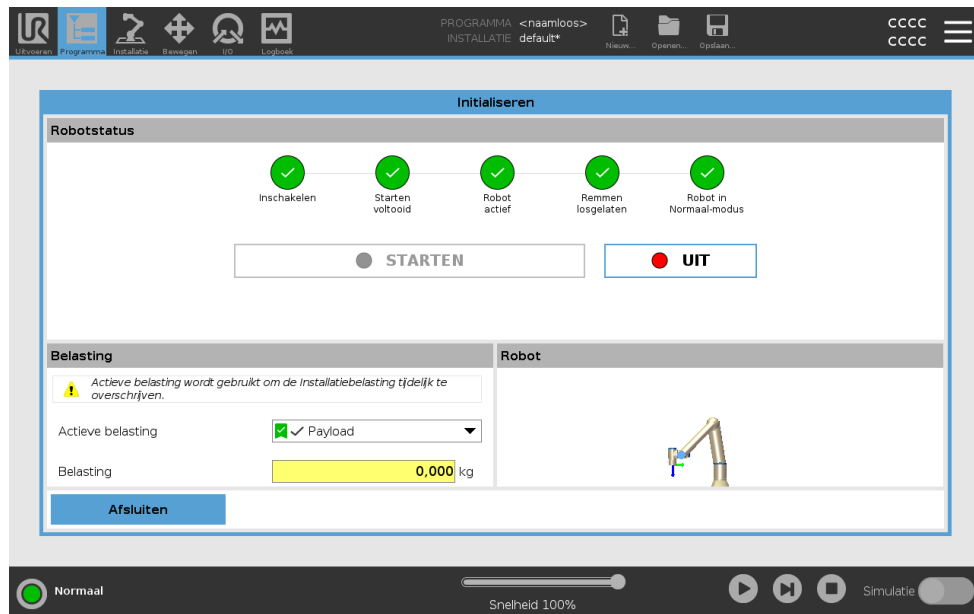 UR
Uitvoeren Programma Installatie Bewegen I/O Logboek
PROGRAMMA <naamloos>
INSTALLATIE default*
Nieuw... Openen... Opslaan...
CCCC
CCCC
Initialiseren
Robotstatus
Inschakelen
Starten voltooid
Robot actief
Remmen losgelaten
Robot in Normaal-modus
STARTEN
UIT
Belasting
Actieve belasting wordt gebruikt om de Installatiebelasting tijdelijk te
overschrijven.
Actieve belasting
Payload
Belasting
0,000 kg
Robot
Afsluiten
Normaal
Snelheid 100%
Simulatie